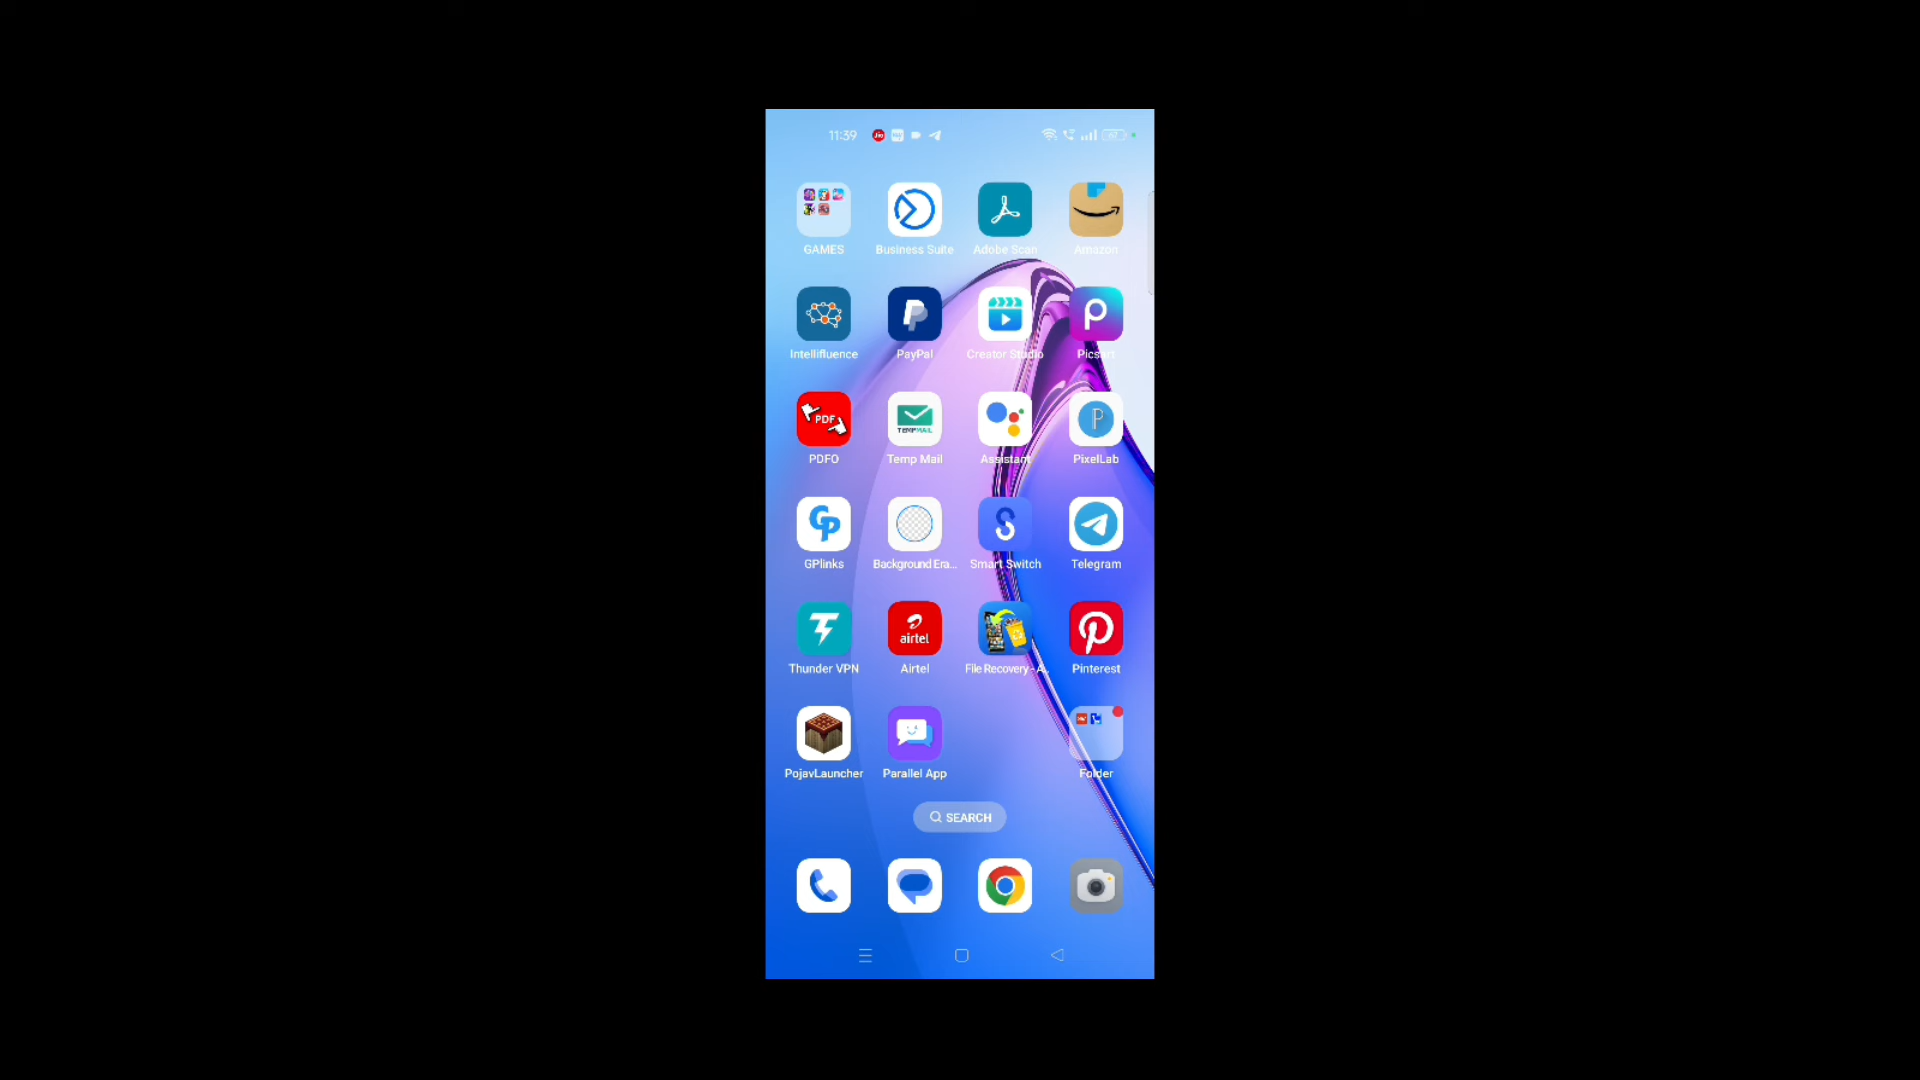 11:39
GAMES
Business Suite
Adobe Scan
Amazon
Intellifluence
PayPal
Creator Studio
Picsart
PDF
PDFO
TEMPMAIL
Temp Mail
Assistant
PixelLab
GPlinks
Background Era...
Smart Switch
Telegram
Thunder VPN
airtel
Airtel
File Recovery - A...
Pinterest
PojavLauncher
Parallel App
Folder
SEARCH